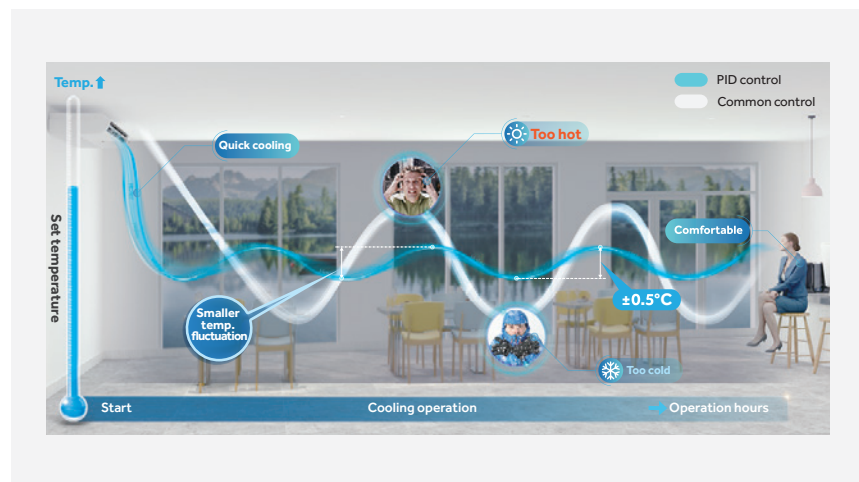 Temp.
PID control
Common control
Quick cooling
Too hot
Set temperature
Comfortable
Smaller
temp.
fluctuation
±0.5°C
Too cold
Start
Cooling operation
Operation hours